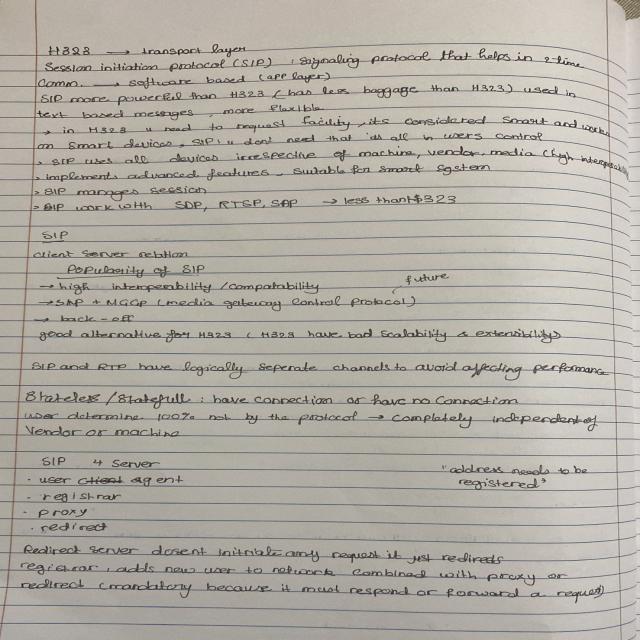 H323 → transport layer
Session initiation protocol (SIP) : signaling protocol that helps in 2-time
Comm. → software based (app layer)
SIP more powerful than H323 (has less baggage than H323) used in
text based messages, more flexible
→ in H323 u need to request facility, its considered smart and works
on Smart devices, SIP: u dont need that as all in users control
> SIP uses all devices irrespective of machine, vendor, media (high interoperability
> implements advanced features, suitable for smart system
> SIP manages session
> SIP work with SDP, RTSP, SAP → less than H323
SIP
client server relation
Popularity of SIP
→ high interperability /compatability
future
→ SAP + MGCP (media gateway control protocol)
→ back-off
good alternative for H323 ( H323 have bad scalability & extensibility)
SIP and RTP have logically seperate channels to avoid affecting performance
Stateless /Statefull : have connection or have no connection
user determine 100% not by the protocol → completely independent of
Vendor or machine
SIP 4 server
"address needs to be
registered"
· user client agent
· registrar
· proxy
· redirect
Redirect server dosent initriale any request it just redireds
registrar, adds new user to network combined with proxy or
redirect (mandatory because it must respond or forward a request)